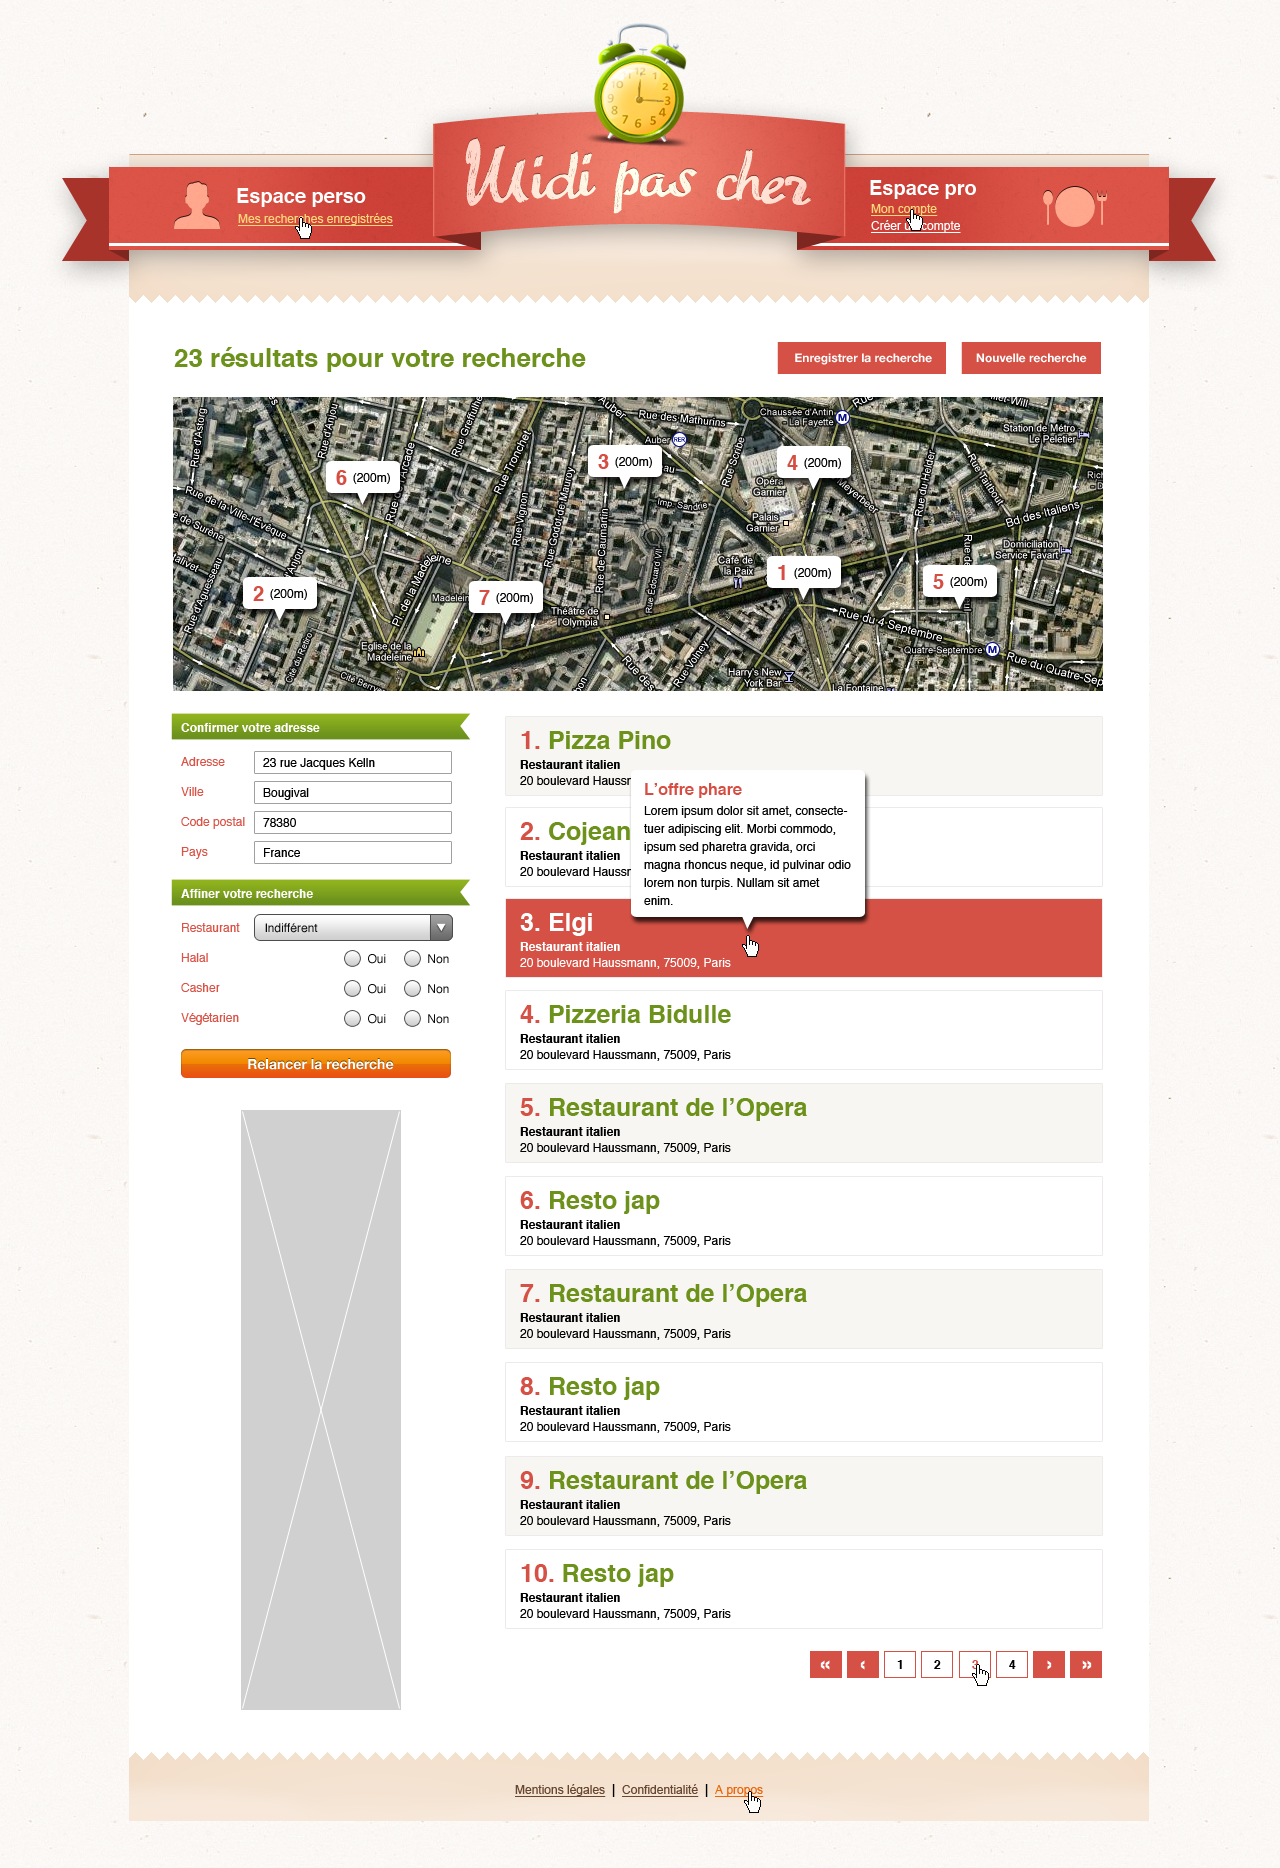 Midi pas cher
Espace perso
Mes recherches enregistrées
Espace pro
Mon compte
Créer un compte
23 résultats pour votre recherche
Enregistrer la recherche
Nouvelle recherche
Rue d'Astorg
Rue d'Anjou
Rue Greffulhe
Rue Tronchet
Auber
Rue des Mathurins
Chaussée d'Antin
La Fayette
M
Station de Métro
Le Peletier
Auber
RER
Rue Scribe
6 (200m)
3 (200m)
4 (200m)
Opéra
Garnier
Meyerbeer
Rue du Helder
Rue Taitbout
Rue de la Ville-l'Évêque
Rue Vignon
Rue Godot de Mauroy
Rue de Caumartin
Imp. Sandrie
Palais
Garnier
Bd des Italiens
Rue Edouard VII
Café de
la Paix
Domiciliation
Service Favart
2 (200m)
7 (200m)
1 (200m)
5 (200m)
Rue d'Aguesseau
Pl. de la Madeleine
Théâtre de
l'Olympia
Rue du 4 Septembre
Eglise de la
Madeleine
Cité du Retiro
Rue Volney
Harry's New
York Bar
Quatre-Septembre
M
Rue du Quatre-Sep
La Fontaine
Confirmer votre adresse
Adresse 23 rue Jacques Kelln
Ville Bougival
Code postal 78380
Pays France
Affiner votre recherche
Restaurant Indifférent
Halal Oui Non
Casher Oui Non
Végétarien Oui Non
Relancer la recherche
1. Pizza Pino
Restaurant italien
20 boulevard Haussm
L'offre phare
Lorem ipsum dolor sit amet, consecte-
tuer adipiscing elit. Morbi commodo,
ipsum sed pharetra gravida, orci
magna rhoncus neque, id pulvinar odio
lorem non turpis. Nullam sit amet
enim.
2. Cojean
Restaurant italien
20 boulevard Haussm
3. Elgi
Restaurant italien
20 boulevard Haussmann, 75009, Paris
4. Pizzeria Bidulle
Restaurant italien
20 boulevard Haussmann, 75009, Paris
5. Restaurant de l'Opera
Restaurant italien
20 boulevard Haussmann, 75009, Paris
6. Resto jap
Restaurant italien
20 boulevard Haussmann, 75009, Paris
7. Restaurant de l'Opera
Restaurant italien
20 boulevard Haussmann, 75009, Paris
8. Resto jap
Restaurant italien
20 boulevard Haussmann, 75009, Paris
9. Restaurant de l'Opera
Restaurant italien
20 boulevard Haussmann, 75009, Paris
10. Resto jap
Restaurant italien
20 boulevard Haussmann, 75009, Paris
« ‹ 1 2 3 4 › »
Mentions légales | Confidentialité | A propos